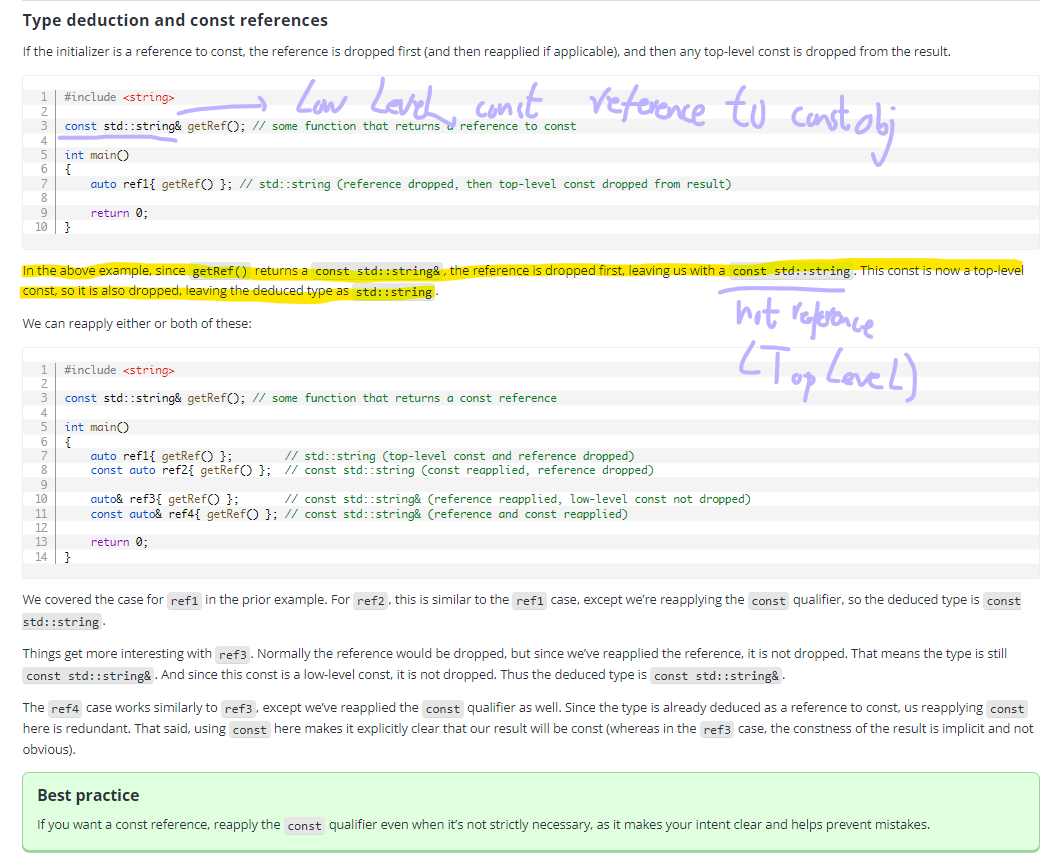 Type deduction and const references
If the initializer is a reference to const, the reference is dropped first (and then reapplied if applicable), and then any top-level const is dropped from the result.
1 #include <string>
Low Level const reference to const obj
2
3 const std::string& getRef(); // some function that returns a reference to const
4
5 int main()
6 {
7 auto ref1{ getRef() }; // std::string (reference dropped, then top-level const dropped from result)
8
9 return 0;
10 }
In the above example, since getRef() returns a const std::string&, the reference is dropped first, leaving us with a const std::string. This const is now a top-level
const, so it is also dropped, leaving the deduced type as std::string.
not reference
(Top Level)
We can reapply either or both of these:
1 #include <string>
2
3 const std::string& getRef(); // some function that returns a const reference
4
5 int main()
6 {
7 auto ref1{ getRef() }; // std::string (top-level const and reference dropped)
8 const auto ref2{ getRef() }; // const std::string (const reapplied, reference dropped)
9
10 auto& ref3{ getRef() }; // const std::string& (reference reapplied, low-level const not dropped)
11 const auto& ref4{ getRef() }; // const std::string& (reference and const reapplied)
12
13 return 0;
14 }
We covered the case for ref1 in the prior example. For ref2, this is similar to the ref1 case, except we're reapplying the const qualifier, so the deduced type is const
std::string.
Things get more interesting with ref3. Normally the reference would be dropped, but since we've reapplied the reference, it is not dropped. That means the type is still
const std::string&. And since this const is a low-level const, it is not dropped. Thus the deduced type is const std::string&.
The ref4 case works similarly to ref3, except we've reapplied the const qualifier as well. Since the type is already deduced as a reference to const, us reapplying const
here is redundant. That said, using const here makes it explicitly clear that our result will be const (whereas in the ref3 case, the constness of the result is implicit and not
obvious).
Best practice
If you want a const reference, reapply the const qualifier even when it's not strictly necessary, as it makes your intent clear and helps prevent mistakes.